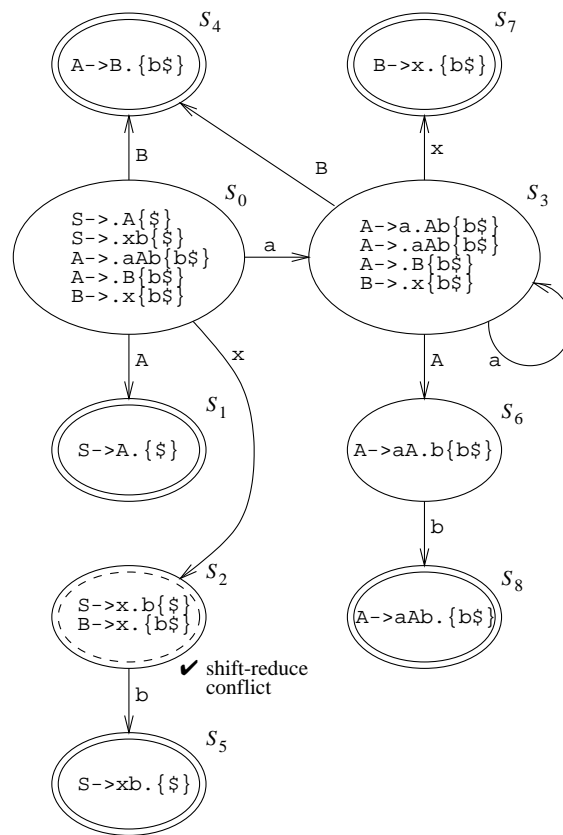 S4
S7
A->B.{b$}
B->x.{b$}
B
B
x
S0
S3
S->.A{$}
S->.xb{$}
A->.aAb{b$}
A->.B{b$}
B->.x{b$}
a
A->a.Ab{b$}
A->.aAb{b$}
A->.B{b$}
B->.x{b$}
A
x
A
a
S1
S6
S->A.{$}
A->aA.b{b$}
b
S2
S8
S->x.b{$}
B->x.{b$}
A->aAb.{b$}
✔ shift-reduce
conflict
b
S5
S->xb.{$}